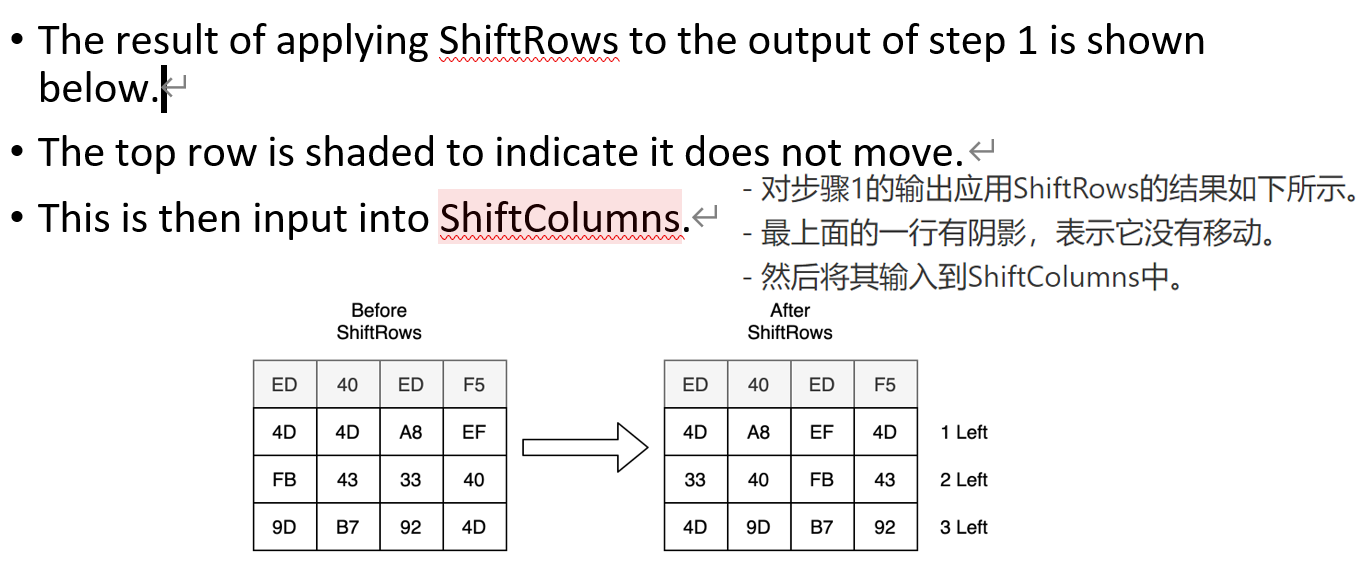 • The result of applying ShiftRows to the output of step 1 is shown
below.↵
• The top row is shaded to indicate it does not move.↵
• This is then input into ShiftColumns.↵
- 对步骤1的输出应用ShiftRows的结果如下所示。
- 最上面的一行有阴影，表示它没有移动。
- 然后将其输入到ShiftColumns中。
Before
ShiftRows
ED 40 ED F5
4D 4D A8 EF
FB 43 33 40
9D B7 92 4D
After
ShiftRows
ED 40 ED F5
4D A8 EF 4D 1 Left
33 40 FB 43 2 Left
4D 9D B7 92 3 Left